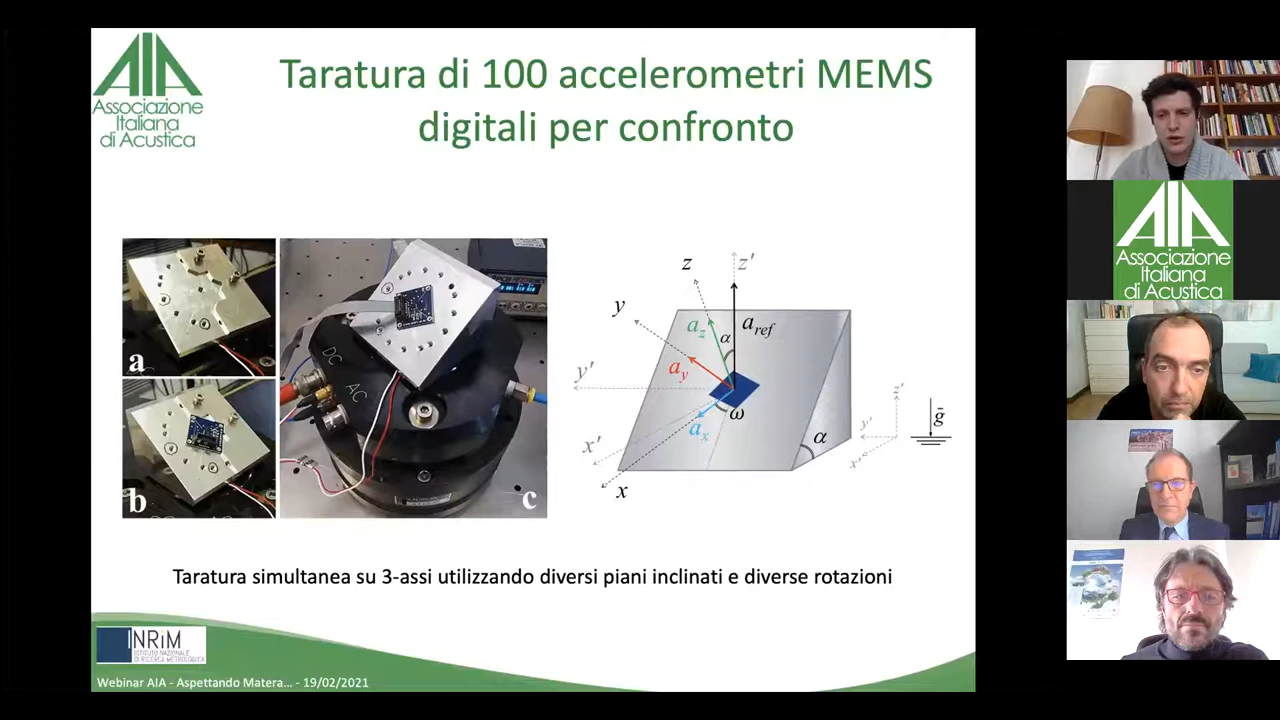 AIA
Associazione
Italiana
di Acustica
Taratura di 100 accelerometri MEMS
digitali per confronto
a
b
c
DC
AC
z
z′
y
a_z
α
a_ref
y′
a_y
ω
a_x
x′
x
α
z′
y′
x′
g⃗
Taratura simultanea su 3-assi utilizzando diversi piani inclinati e diverse rotazioni
INRiM
ISTITUTO NAZIONALE
DI RICERCA METROLOGICA
Webinar AIA - Aspettando Matera... - 19/02/2021
AIA
Associazione
Italiana
di Acustica